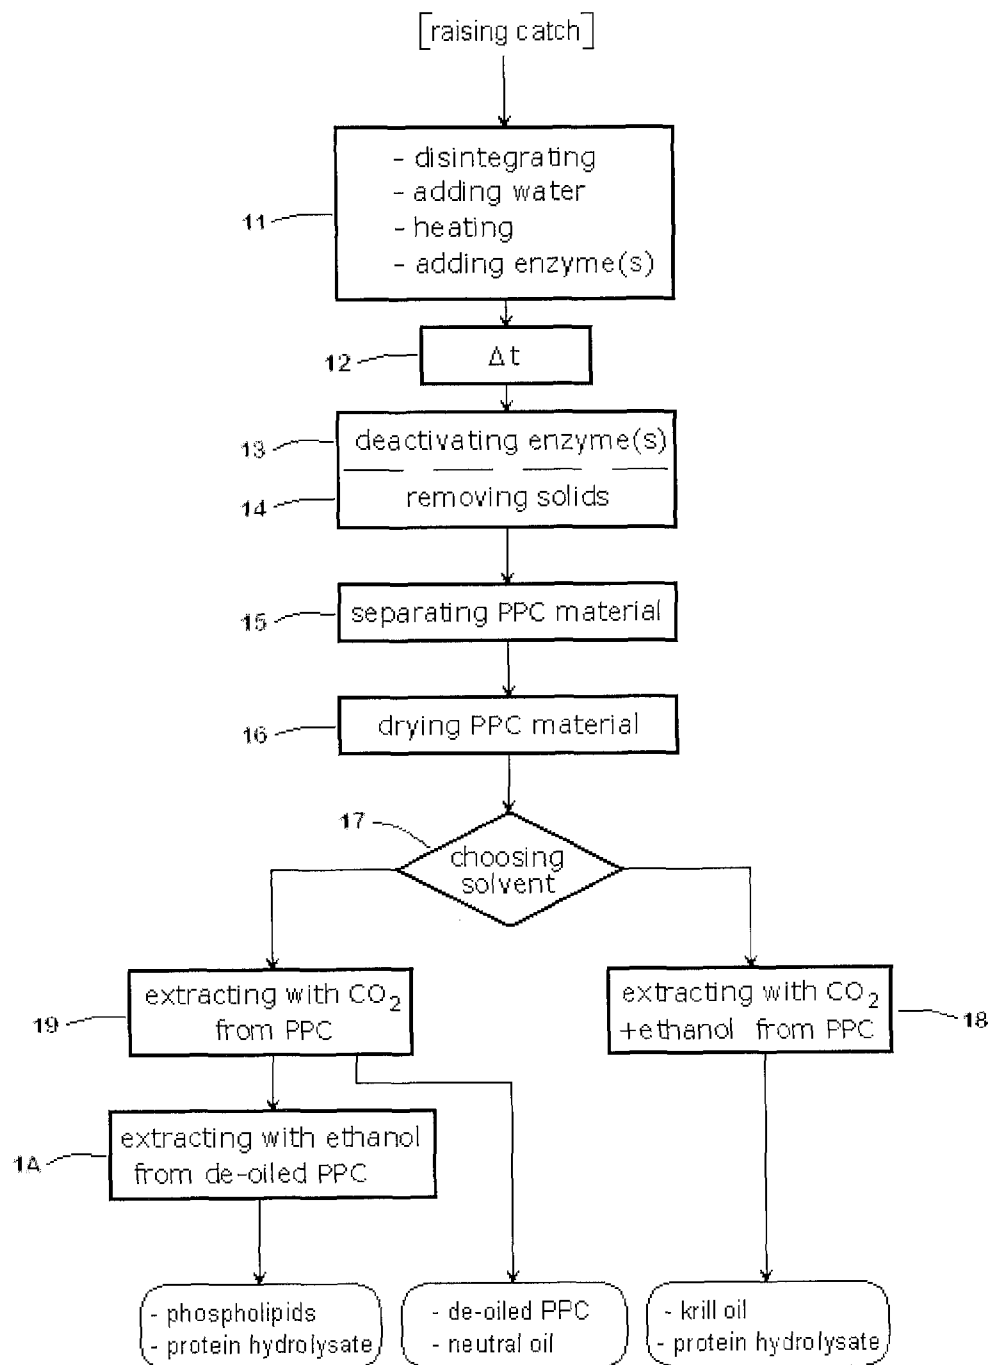 [raising catch]
- disintegrating
- adding water
- heating
- adding enzyme(s)
11
Δt
12
deactivating enzyme(s)
13
removing solids
14
separating PPC material
15
drying PPC material
16
17
choosing
solvent
extracting with CO₂
from PPC
19
extracting with CO₂
+ethanol from PPC
18
extracting with ethanol
from de-oiled PPC
1A
- phospholipids
- protein hydrolysate
- de-oiled PPC
- neutral oil
- krill oil
- protein hydrolysate